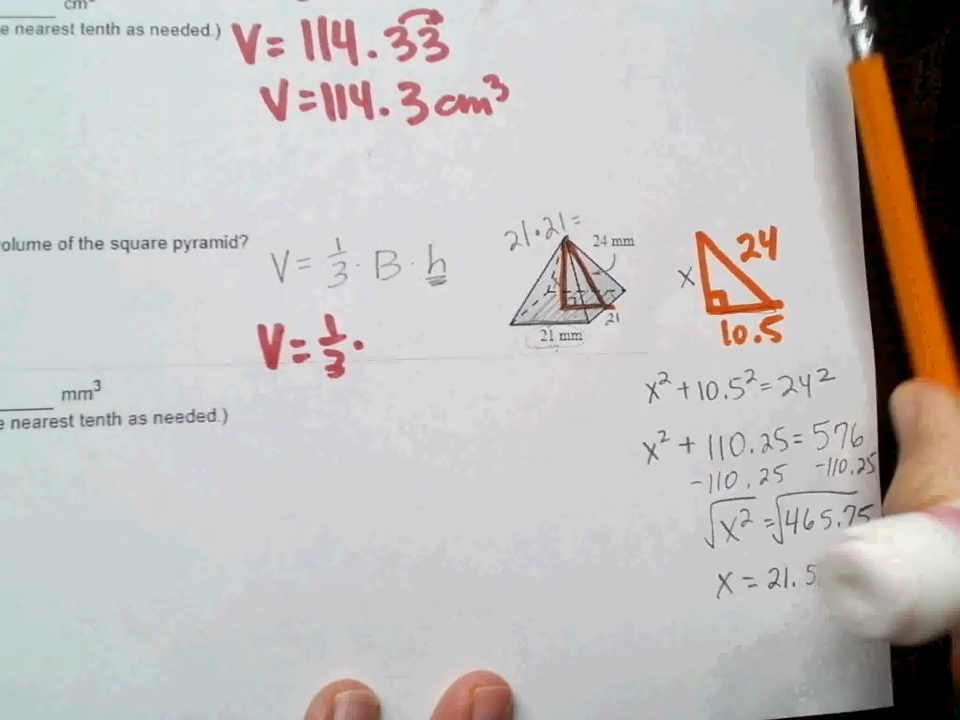 cm
e nearest tenth as needed.)
V = 114.33
V = 114.3 cm³
olume of the square pyramid?
V = 1/3 · B · h
V = 1/3 ·
21 · 21 =
24 mm
21
21 mm
x
24
10.5
mm³
e nearest tenth as needed.)
x² + 10.5² = 24²
x² + 110.25 = 576
-110.25 -110.25
√x² = √465.75
x = 21.5